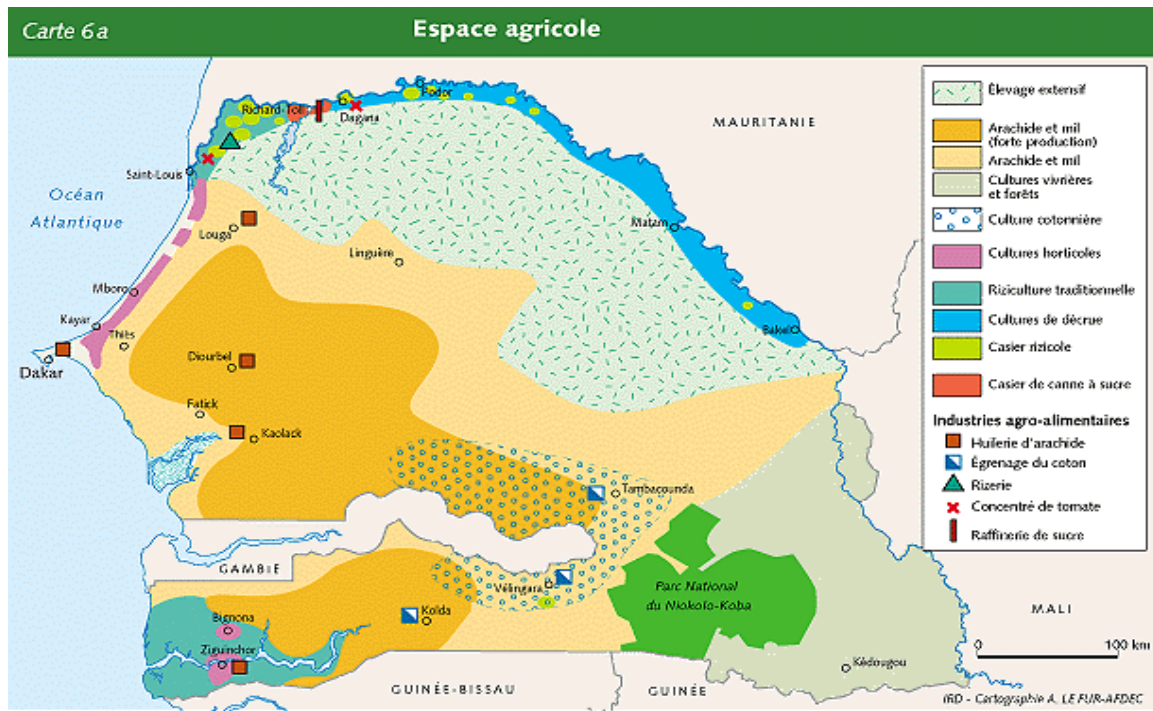 Carte 6a
Espace agricole
MAURITANIE
Océan
Atlantique
Richard-Toll
Podor
Dagana
Saint-Louis
Matam
Louga
Linguère
Mboro
Kayar
Thiès
Bakel
Dakar
Diourbel
Fatick
Kaolack
Tambacounda
GAMBIE
Vélingara
Parc National
du Niokolo-Koba
Kolda
Bignona
Ziguinchor
Kédougou
MALI
GUINÉE-BISSAU
GUINÉE
Élevage extensif
Arachide et mil
(forte production)
Arachide et mil
Cultures vivrières
et forêts
Culture cotonnière
Cultures horticoles
Riziculture traditionnelle
Cultures de décrue
Casier rizicole
Casier de canne à sucre
Industries agro-alimentaires
Huilerie d'arachide
Égrenage du coton
Rizerie
Concentré de tomate
Raffinerie de sucre
0 100 km
IRD - Cartographie A. LE FUR-AFDEC